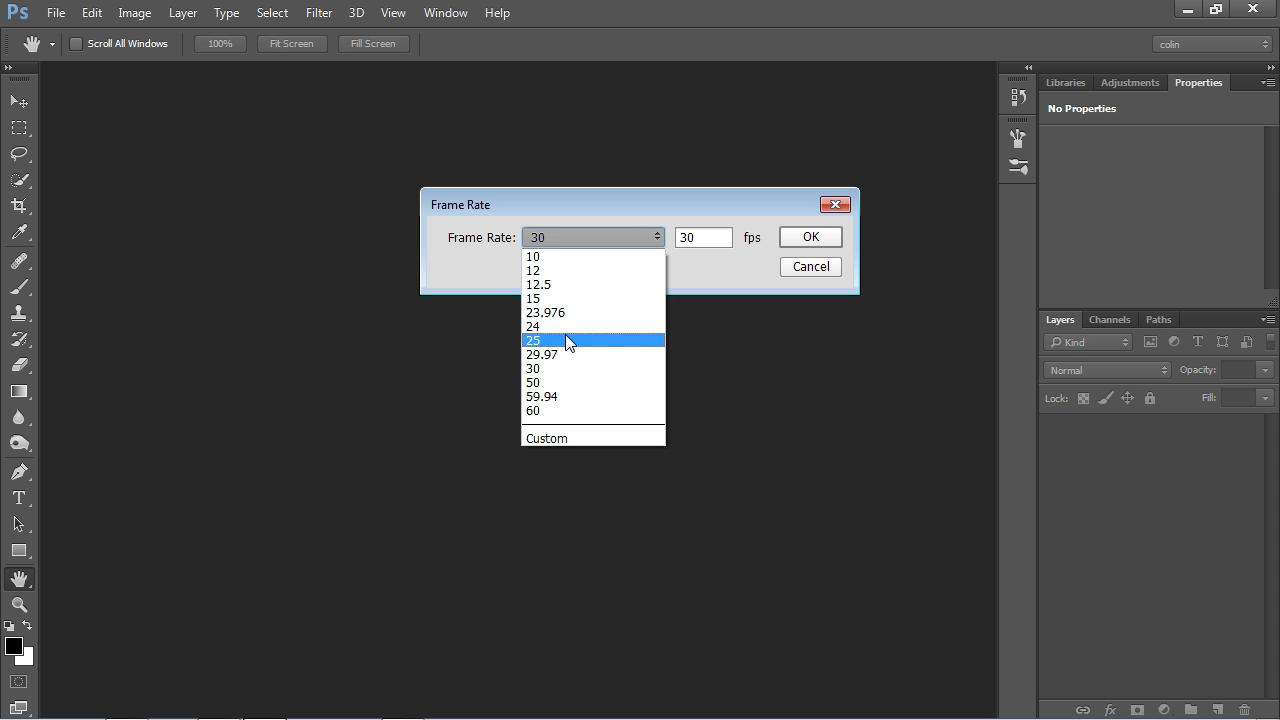 Ps File Edit Image Layer Type Select Filter 3D View Window Help
Scroll All Windows 100% Fit Screen Fill Screen colin
Libraries Adjustments Properties
No Properties
Frame Rate
Frame Rate: 30 30 fps OK
Cancel
10
12
12.5
15
23.976
24
25
29.97
30
50
59.94
60
Custom
Layers Channels Paths
Kind T
Normal Opacity:
Lock: Fill:
T
fx